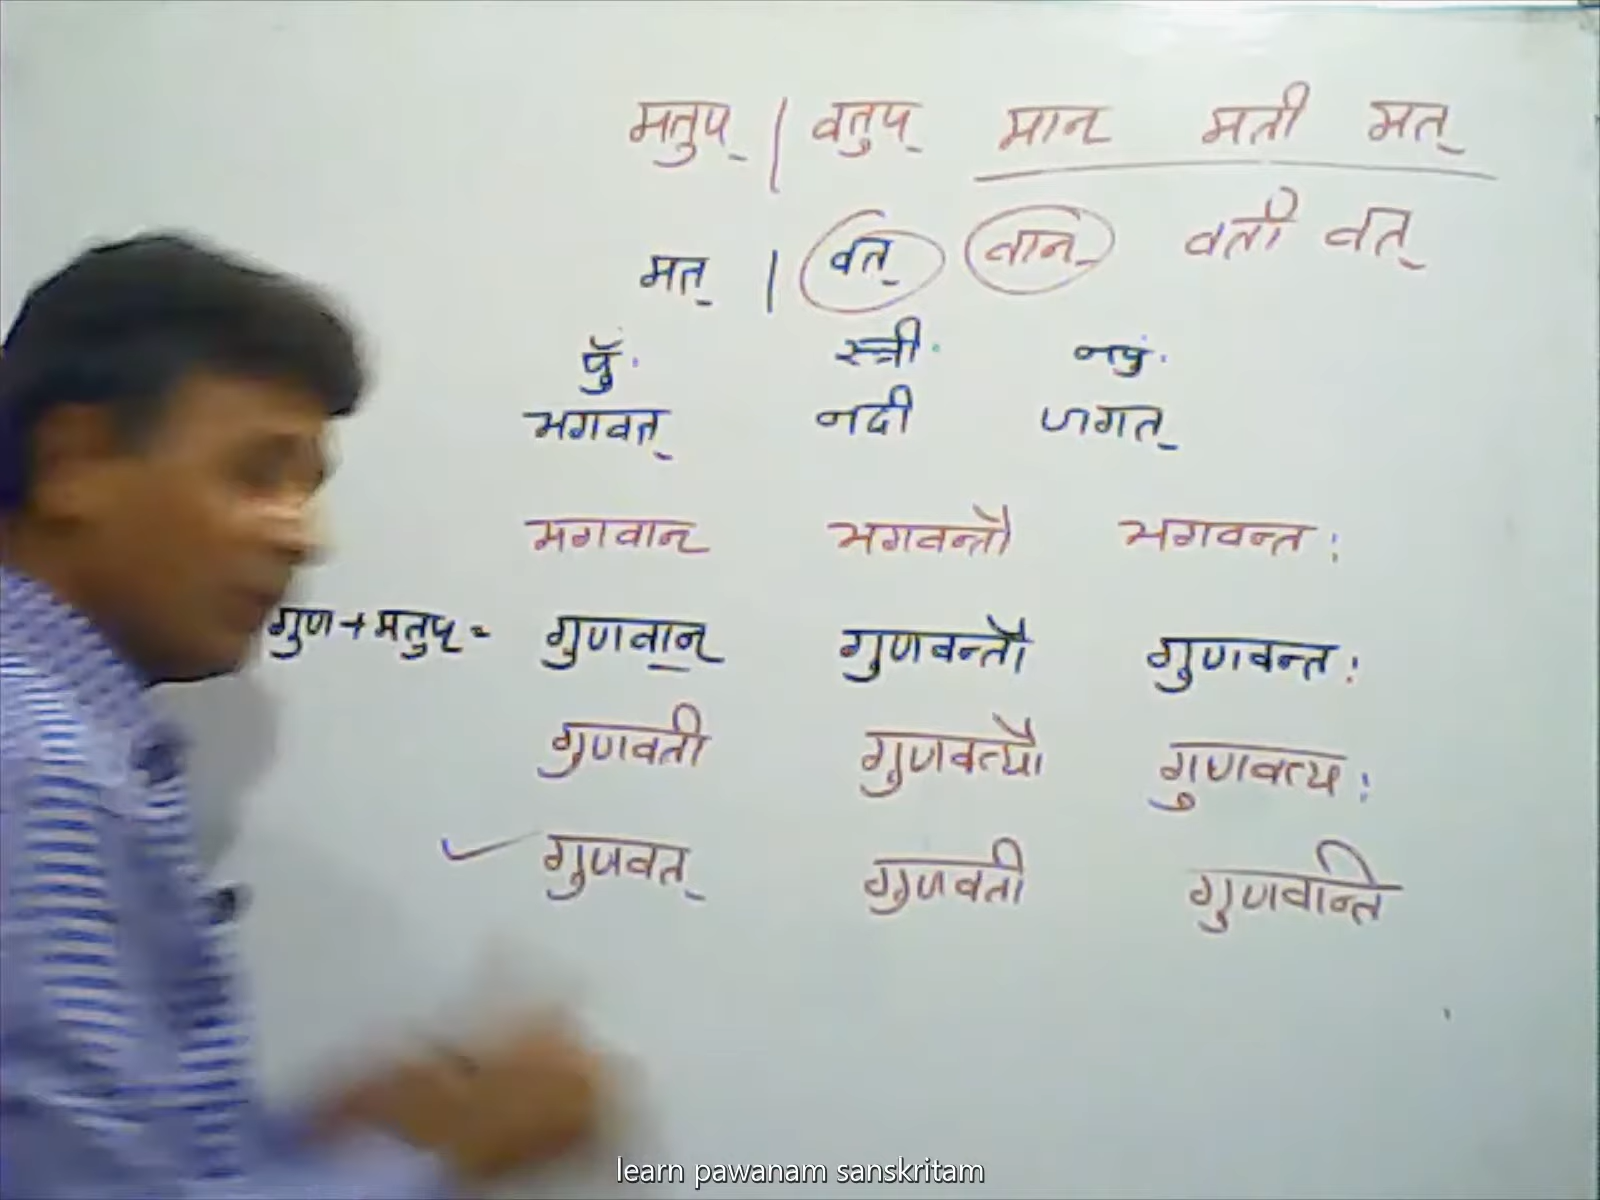 मतुप् | वतुप् मान् मती मत्
मत् | वत् वान् वती वत्
पुँ. स्त्री. नपुं.
भगवत् नदी जगत्
भगवान् भगवन्तौ भगवन्तः
गुण + मतुप् = गुणवान् गुणवन्तौ गुणवन्तः
गुणवती गुणवत्यौ गुणवत्यः
गुणवत् गुणवती गुणवन्ति
learn pawanam sanskritam